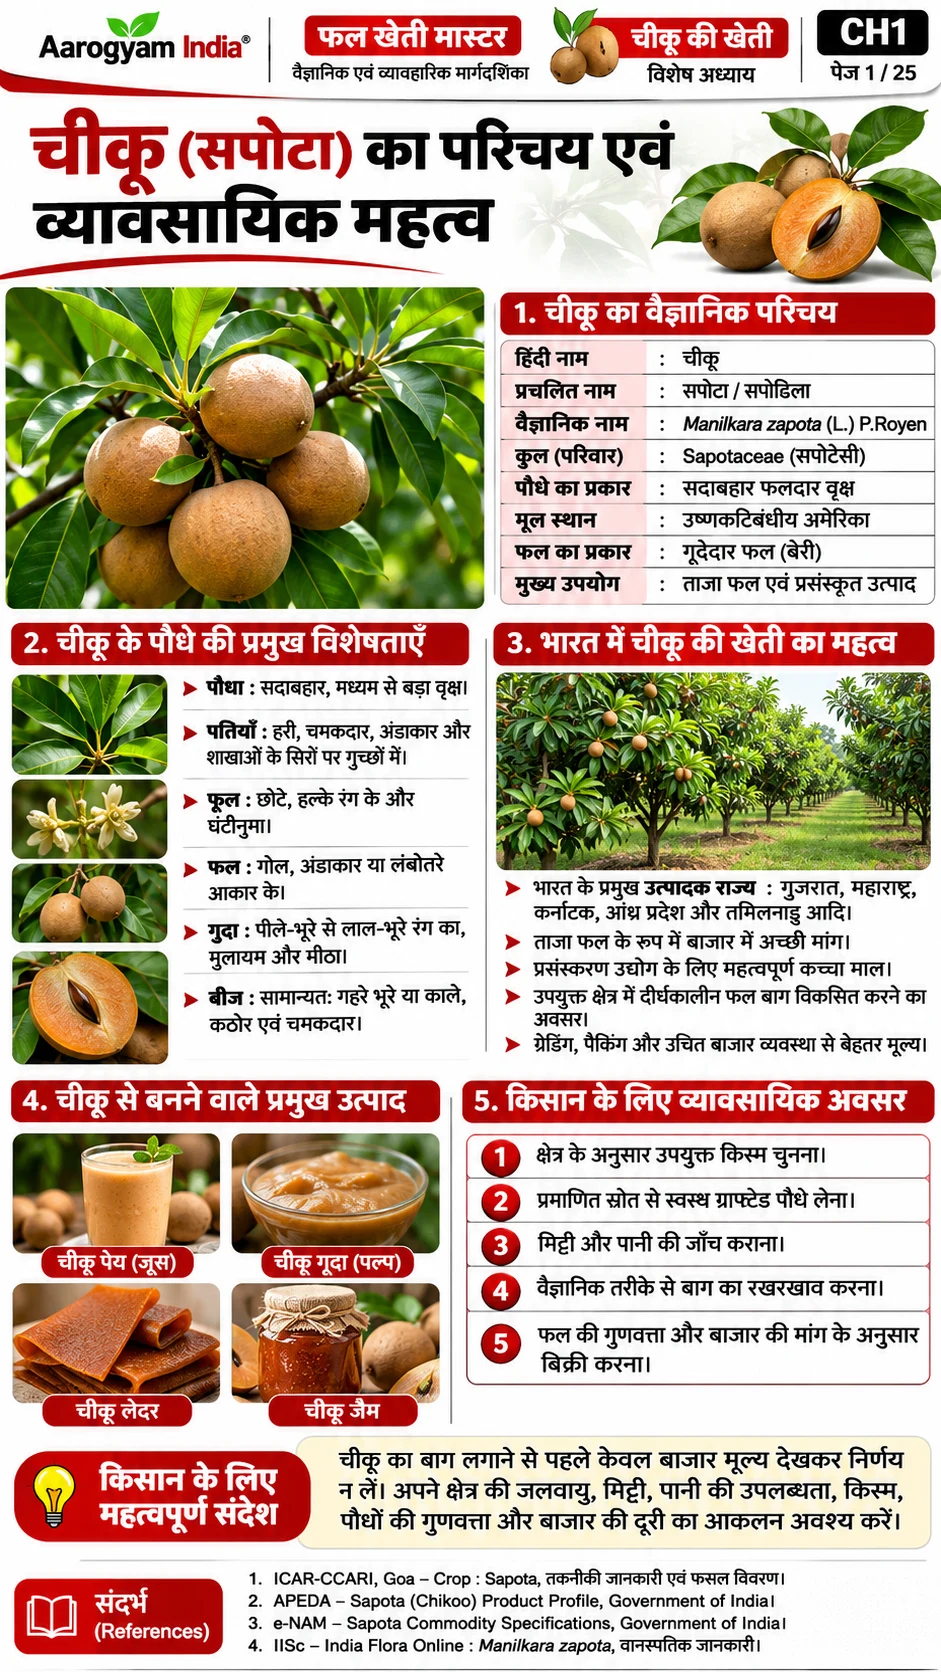 Aarogyam India®
फल खेती मास्टर
वैज्ञानिक एवं व्यावहारिक मार्गदर्शिका
चीकू की खेती
विशेष अध्याय
CH1
पेज 1 / 25
चीकू (सपोटा) का परिचय एवं
व्यावसायिक महत्व
1. चीकू का वैज्ञानिक परिचय
हिंदी नाम : चीकू
प्रचलित नाम : सपोटा / सपोडिला
वैज्ञानिक नाम : Manilkara zapota (L.) P.Royen
कुल (परिवार) : Sapotaceae (सपोटेसी)
पौधे का प्रकार : सदाबहार फलदार वृक्ष
मूल स्थान : उष्णकटिबंधीय अमेरिका
फल का प्रकार : गूदेदार फल (बेरी)
मुख्य उपयोग : ताजा फल एवं प्रसंस्कृत उत्पाद
2. चीकू के पौधे की प्रमुख विशेषताएँ
➤ पौधा : सदाबहार, मध्यम से बड़ा वृक्ष।
➤ पतियाँ : हरी, चमकदार, अंडाकार और
शाखाओं के सिरों पर गुच्छों में।
➤ फूल : छोटे, हल्के रंग के और
घंटीनुमा।
➤ फल : गोल, अंडाकार या लंबोतरे
आकार के।
➤ गुदा : पीले-भूरे से लाल-भूरे रंग का,
मुलायम और मीठा।
➤ बीज : सामान्यत: गहरे भूरे या काले,
कठोर एवं चमकदार।
3. भारत में चीकू की खेती का महत्व
➤ भारत के प्रमुख उत्पादक राज्य : गुजरात, महाराष्ट्र,
कर्नाटक, आंध्र प्रदेश और तमिलनाडु आदि।
➤ ताजा फल के रूप में बाजार में अच्छी मांग।
➤ प्रसंस्करण उद्योग के लिए महत्वपूर्ण कच्चा माल।
➤ उपयुक्त क्षेत्र में दीर्घकालीन फल बाग विकसित करने का
अवसर।
➤ ग्रेडिंग, पैकिंग और उचित बाजार व्यवस्था से बेहतर मूल्य।
4. चीकू से बनने वाले प्रमुख उत्पाद
चीकू पेय (जूस)
चीकू गूदा (पल्प)
चीकू लेदर
चीकू जैम
5. किसान के लिए व्यावसायिक अवसर
1 क्षेत्र के अनुसार उपयुक्त किस्म चुनना।
2 प्रमाणित स्रोत से स्वस्थ ग्राफ्टेड पौधे लेना।
3 मिट्टी और पानी की जाँच कराना।
4 वैज्ञानिक तरीके से बाग का रखरखाव करना।
5 फल की गुणवत्ता और बाजार की मांग के अनुसार
बिक्री करना।
किसान के लिए
महत्वपूर्ण संदेश
चीकू का बाग लगाने से पहले केवल बाजार मूल्य देखकर निर्णय
न लें। अपने क्षेत्र की जलवायु, मिट्टी, पानी की उपलब्धता, किस्म,
पौधों की गुणवत्ता और बाजार की दूरी का आकलन अवश्य करें।
संदर्भ
(References)
1. ICAR-CCARI, Goa – Crop : Sapota, तकनीकी जानकारी एवं फसल विवरण।
2. APEDA – Sapota (Chikoo) Product Profile, Government of India।
3. e-NAM – Sapota Commodity Specifications, Government of India।
4. IISc – India Flora Online : Manilkara zapota, वानस्पतिक जानकारी।